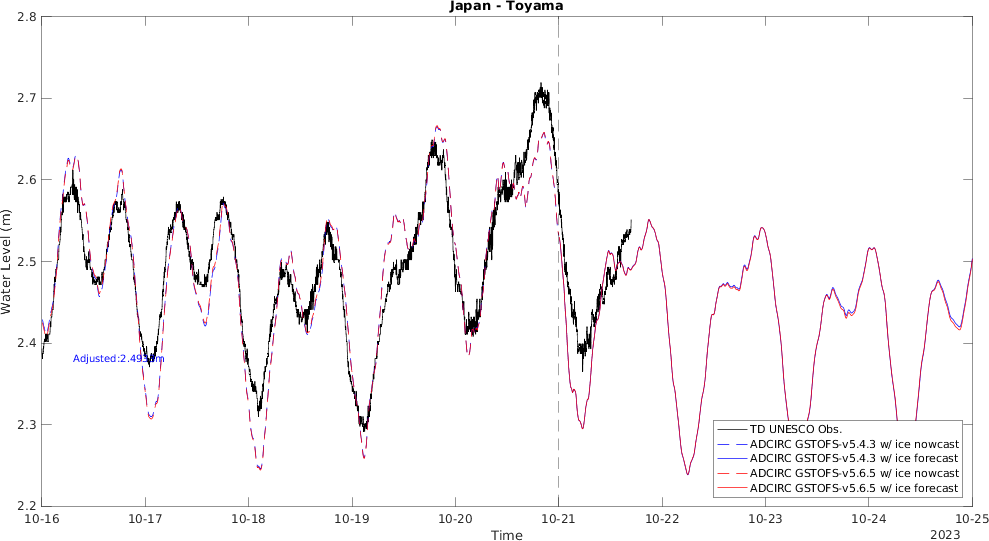 Japan - Toyama
2.8
2.7
2.6
2.5
2.4
2.3
2.2
Water Level (m)
TD UNESCO Obs.
ADCIRC GSTOFS-v5.4.3 w/ ice nowcast
ADCIRC GSTOFS-v5.4.3 w/ ice forecast
ADCIRC GSTOFS-v5.6.5 w/ ice nowcast
ADCIRC GSTOFS-v5.6.5 w/ ice forecast
10-16 10-17 10-18 10-19 10-20 10-21 10-22 10-23 10-24 10-25
Time
2023